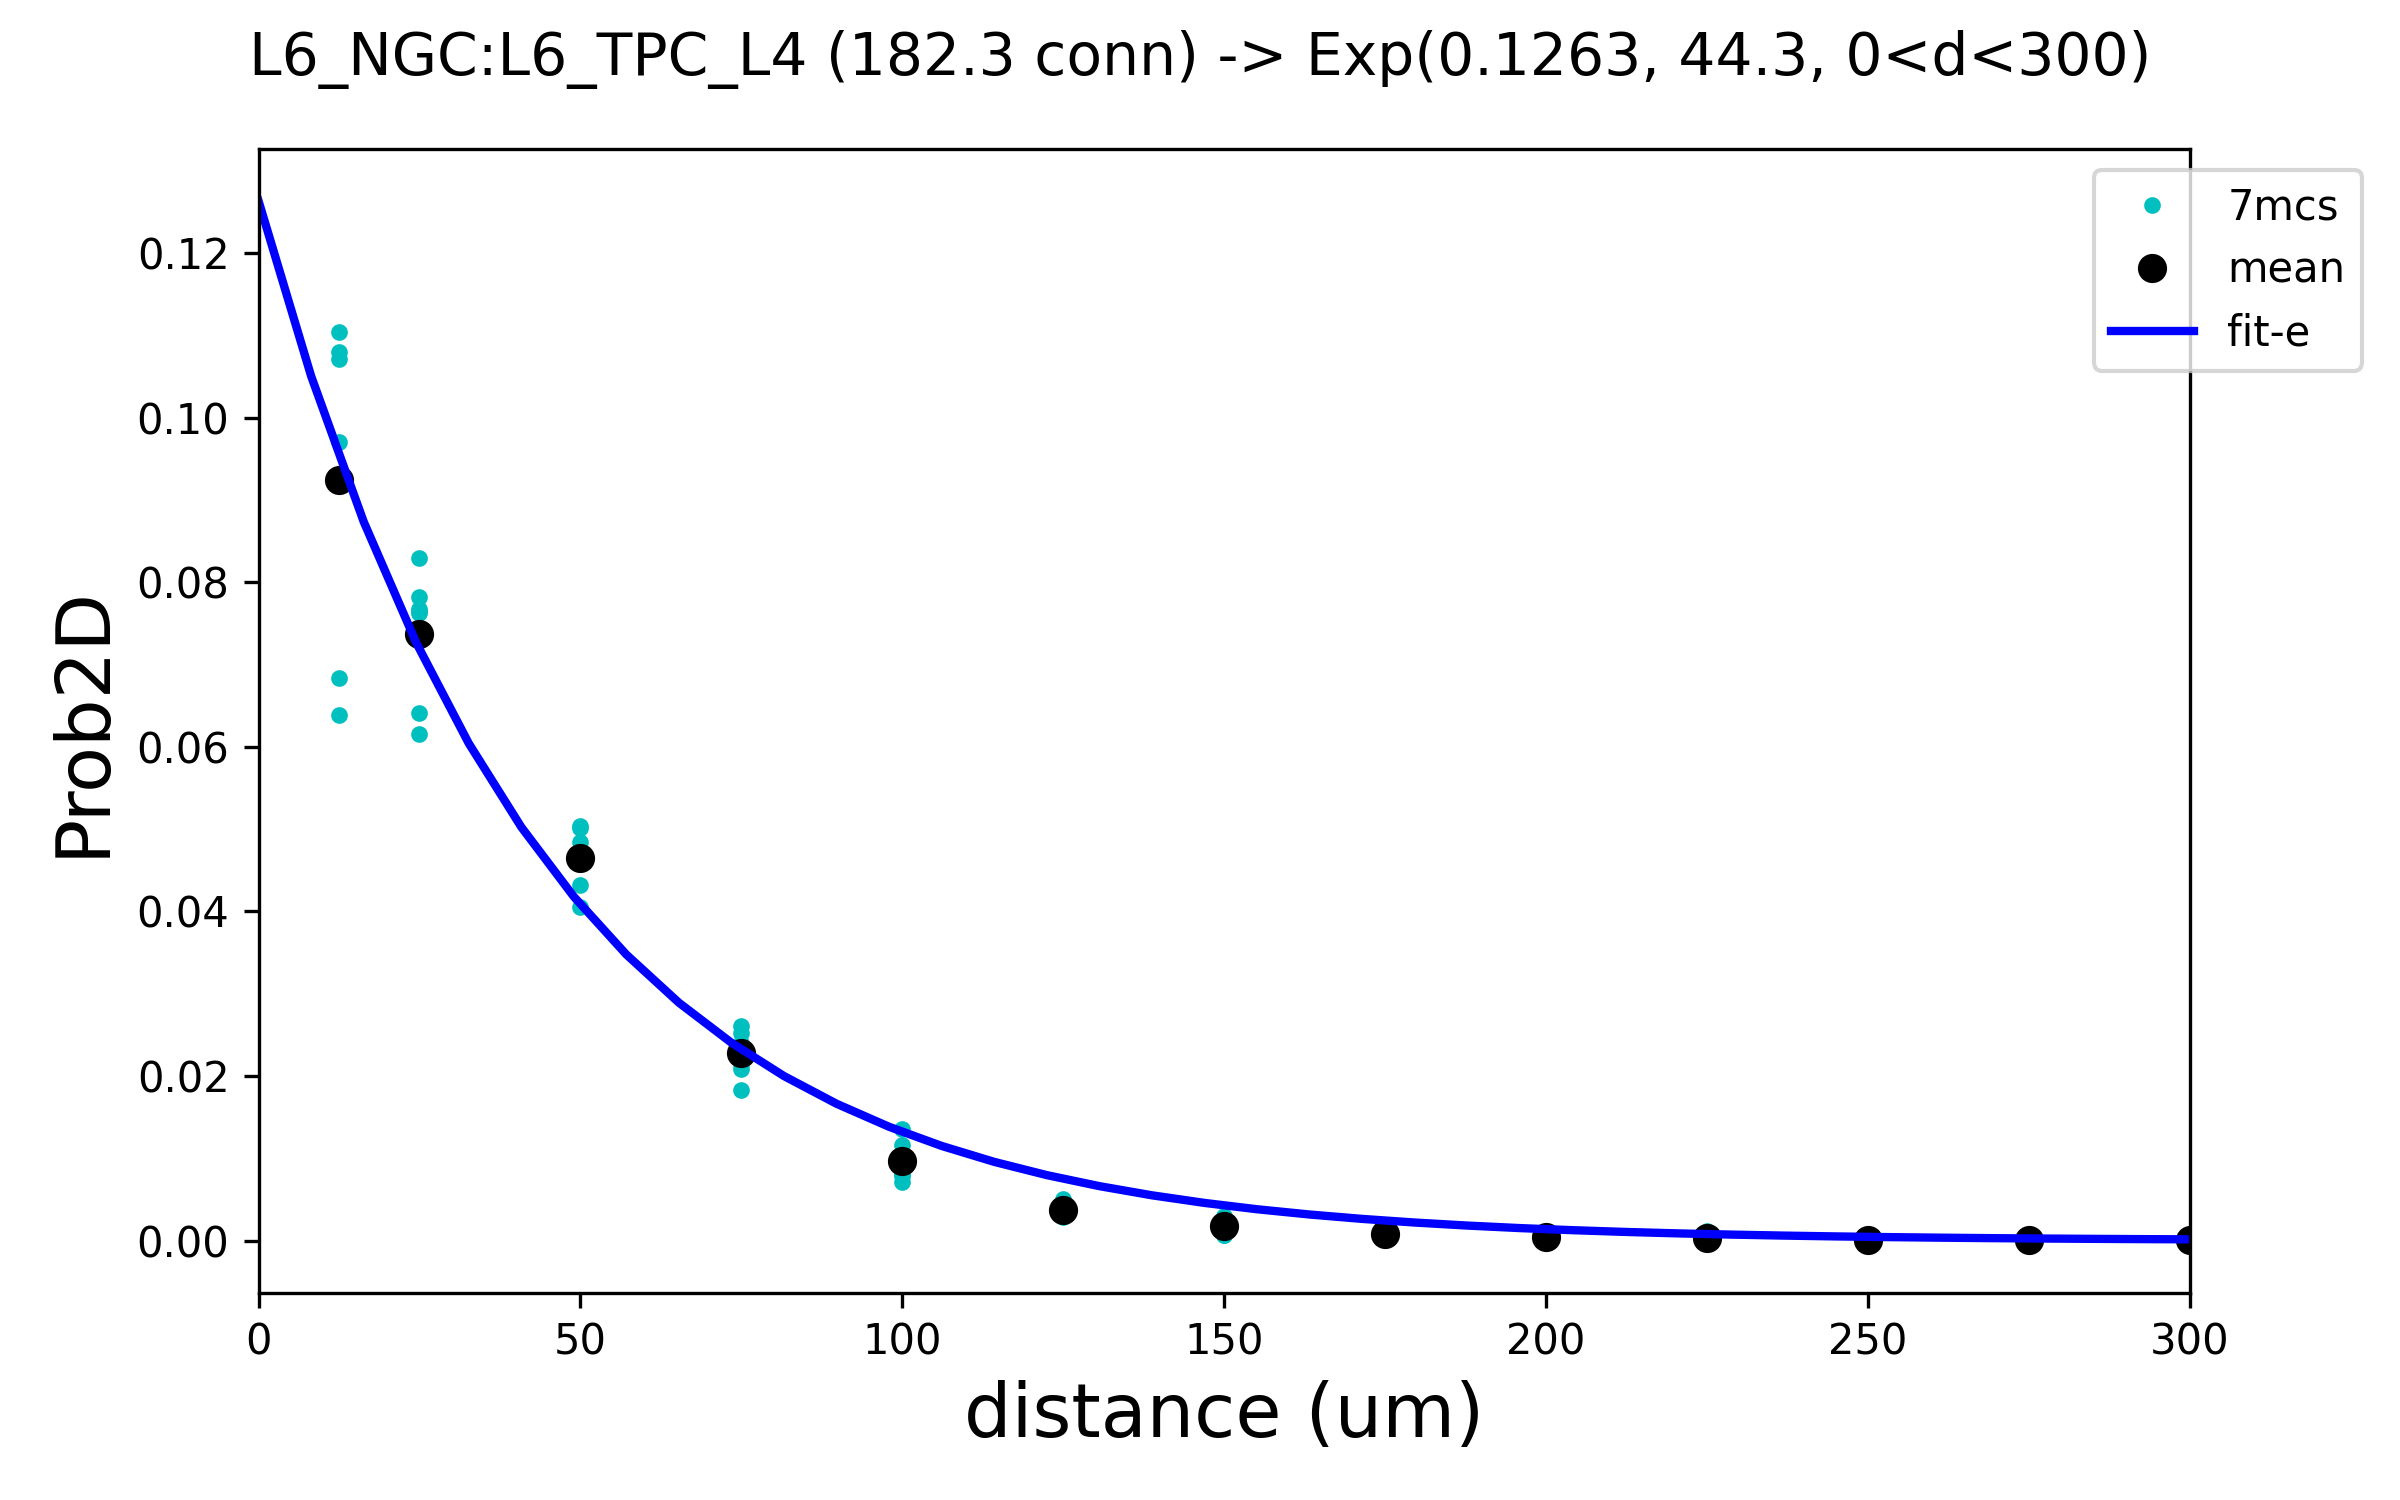 L6_NGC:L6_TPC_L4 (182.3 conn) -> Exp(0.1263, 44.3, 0<d<300)
7mcs
mean
fit-e
Prob2D
0.12
0.10
0.08
0.06
0.04
0.02
0.00
0 50 100 150 200 250 300
distance (um)